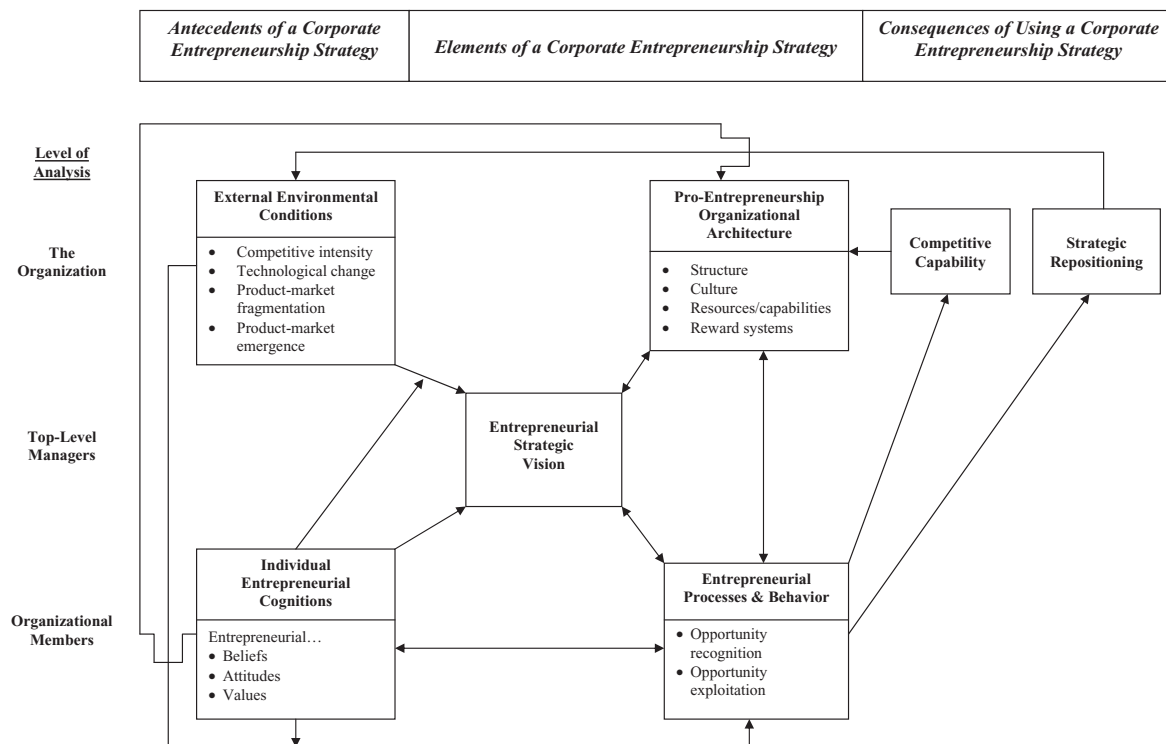 Antecedents of a Corporate
Entrepreneurship Strategy
Elements of a Corporate Entrepreneurship Strategy
Consequences of Using a Corporate
Entrepreneurship Strategy
Level of
Analysis
The
Organization
External Environmental
Conditions
• Competitive intensity
• Technological change
• Product-market
fragmentation
• Product-market
emergence
Pro-Entrepreneurship
Organizational
Architecture
• Structure
• Culture
• Resources/capabilities
• Reward systems
Competitive
Capability
Strategic
Repositioning
Top-Level
Managers
Entrepreneurial
Strategic
Vision
Organizational
Members
Individual
Entrepreneurial
Cognitions
Entrepreneurial…
• Beliefs
• Attitudes
• Values
Entrepreneurial
Processes & Behavior
• Opportunity
recognition
• Opportunity
exploitation